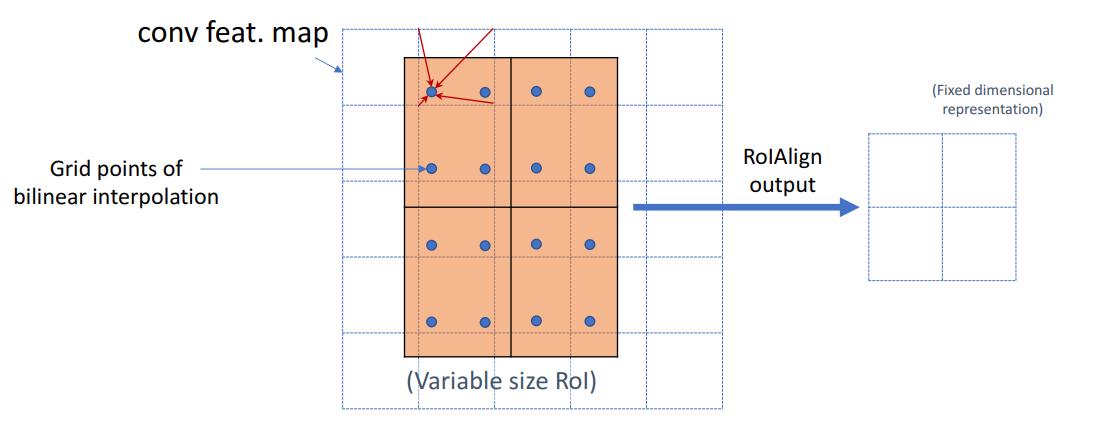 conv feat. map
(Fixed dimensional
representation)
Grid points of
bilinear interpolation
RoIAlign
output
(Variable size RoI)